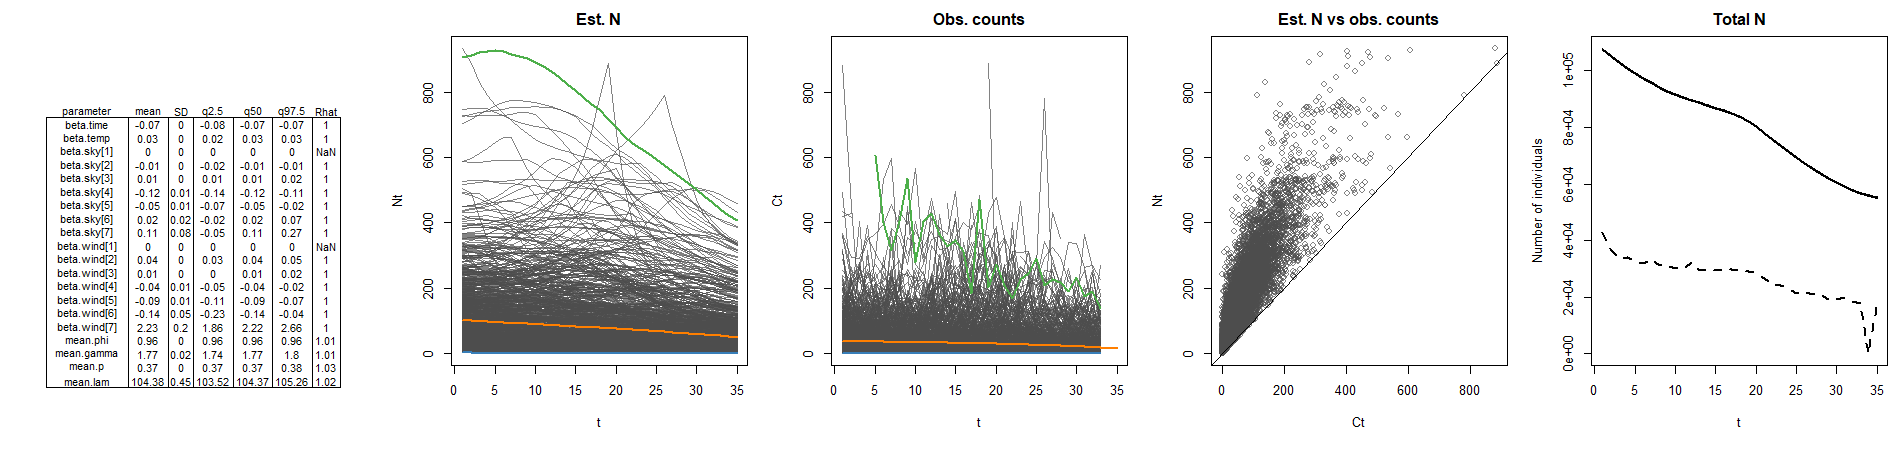 parameter mean SD q2.5 q50 q97.5 Rhat
beta.time -0.07 0 -0.08 -0.07 -0.07 1
beta.temp 0.03 0 0.02 0.03 0.03 1
beta.sky[1] 0 0 0 0 0 NaN
beta.sky[2] -0.01 0 -0.02 -0.01 -0.01 1
beta.sky[3] 0.01 0 0.01 0.01 0.02 1
beta.sky[4] -0.12 0.01 -0.14 -0.12 -0.11 1
beta.sky[5] -0.05 0.01 -0.07 -0.05 -0.02 1
beta.sky[6] 0.02 0.02 -0.02 0.02 0.07 1
beta.sky[7] 0.11 0.08 -0.05 0.11 0.27 1
beta.wind[1] 0 0 0 0 0 NaN
beta.wind[2] 0.04 0 0.03 0.04 0.05 1
beta.wind[3] 0.01 0 0 0.01 0.02 1
beta.wind[4] -0.04 0.01 -0.05 -0.04 -0.02 1
beta.wind[5] -0.09 0.01 -0.11 -0.09 -0.07 1
beta.wind[6] -0.14 0.05 -0.23 -0.14 -0.04 1
beta.wind[7] 2.23 0.2 1.86 2.22 2.66 1
mean.phi 0.96 0 0.96 0.96 0.96 1.01
mean.gamma 1.77 0.02 1.74 1.77 1.8 1.01
mean.p 0.37 0 0.37 0.37 0.38 1.03
mean.lam 104.38 0.45 103.52 104.37 105.26 1.02
Est. N
Nt
800
600
400
200
0
0 5 10 15 20 25 30 35
t
Obs. counts
Ct
800
600
400
200
0
0 5 10 15 20 25 30 35
t
Est. N vs obs. counts
Nt
800
600
400
200
0
0 200 400 600 800
Ct
Total N
Number of individuals
1e+05
8e+04
6e+04
4e+04
2e+04
0e+00
0 5 10 15 20 25 30 35
t